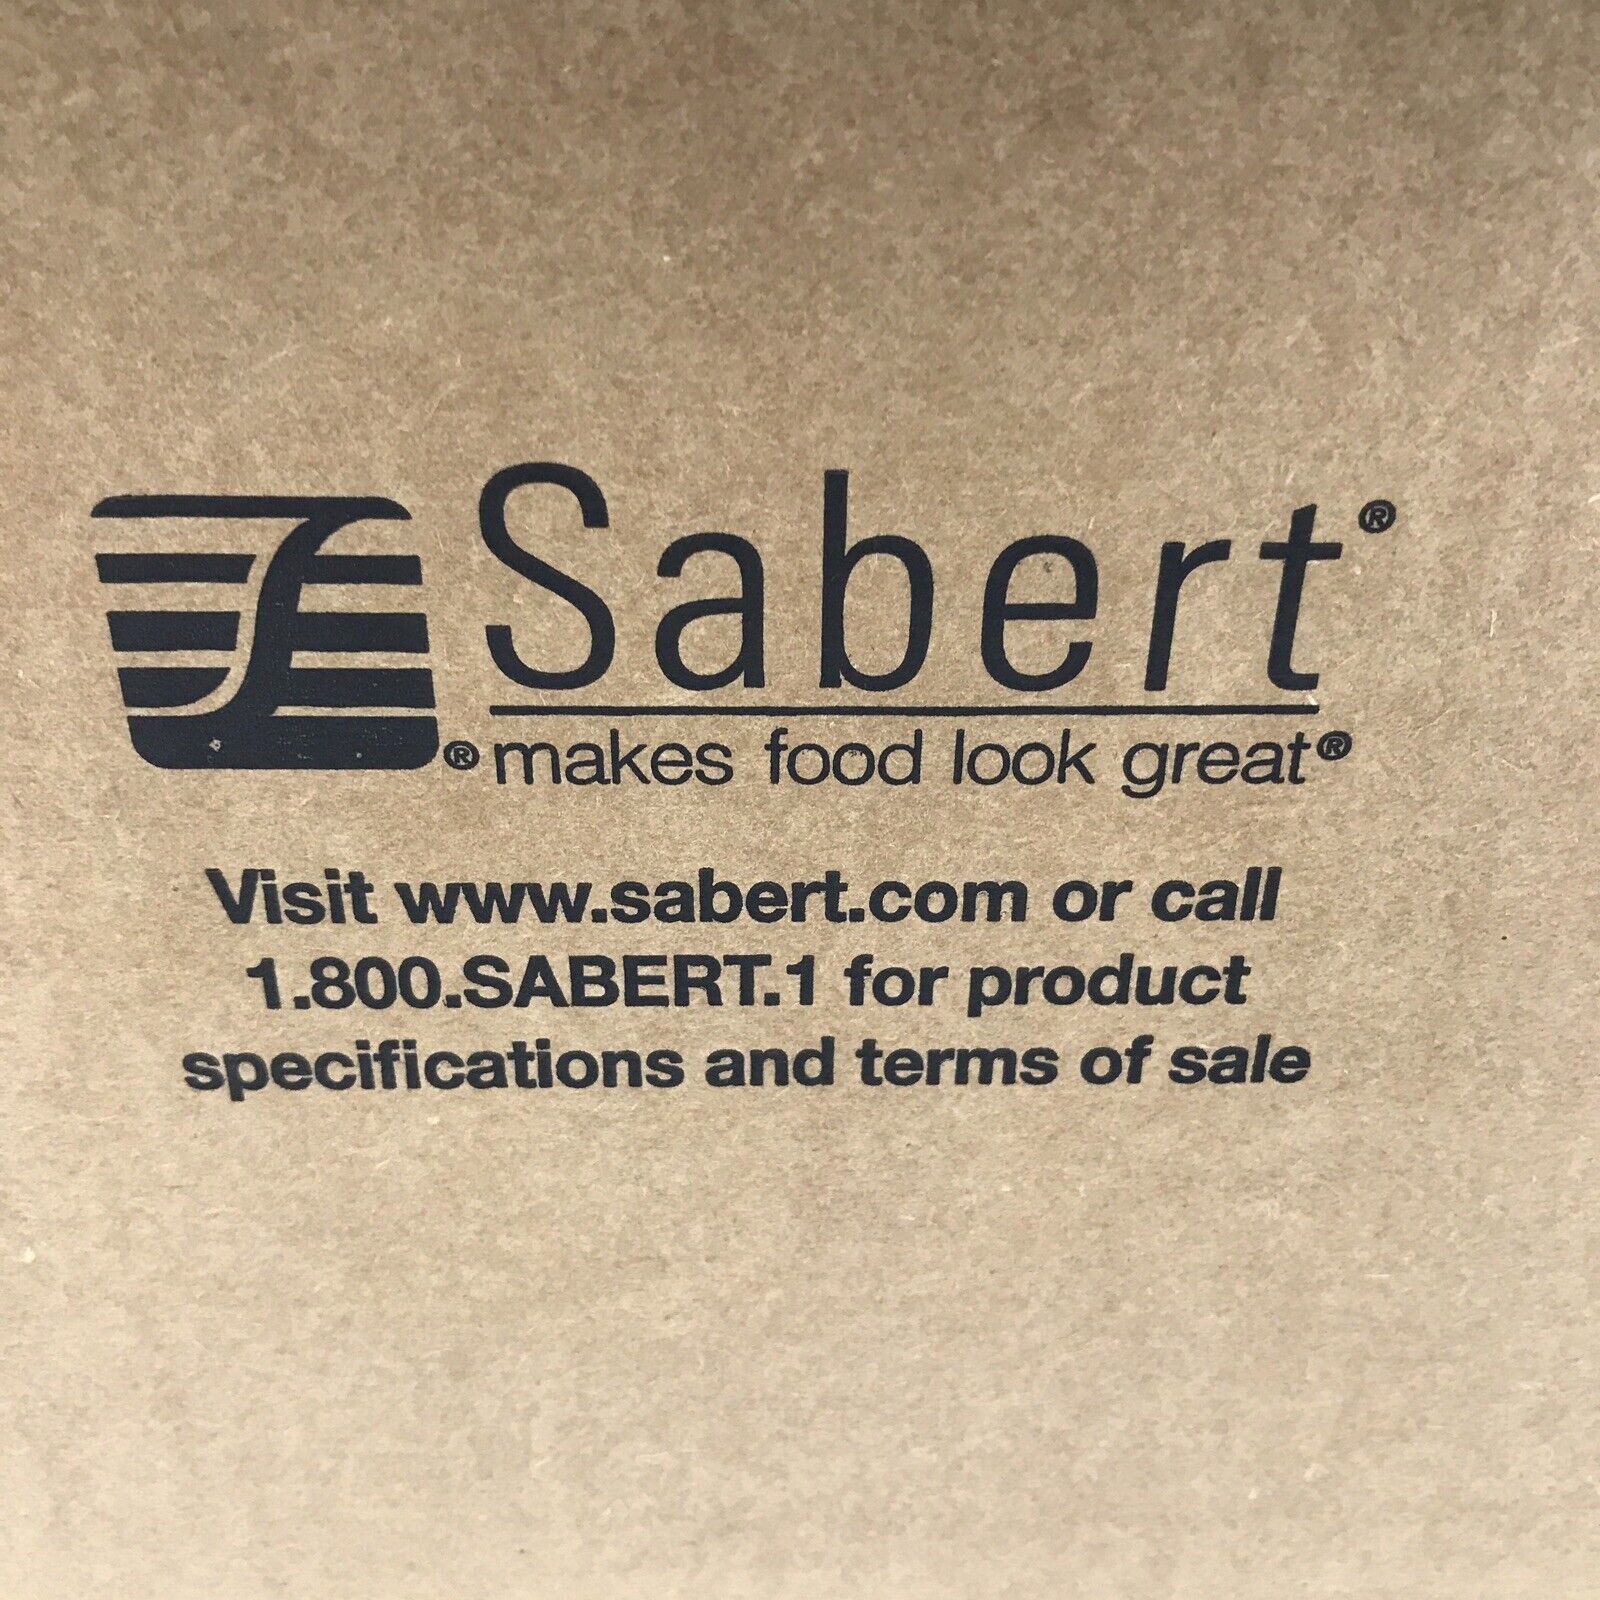 Sabert®
® makes food look great®
Visit www.sabert.com or call
1.800.SABERT.1 for product
specifications and terms of sale